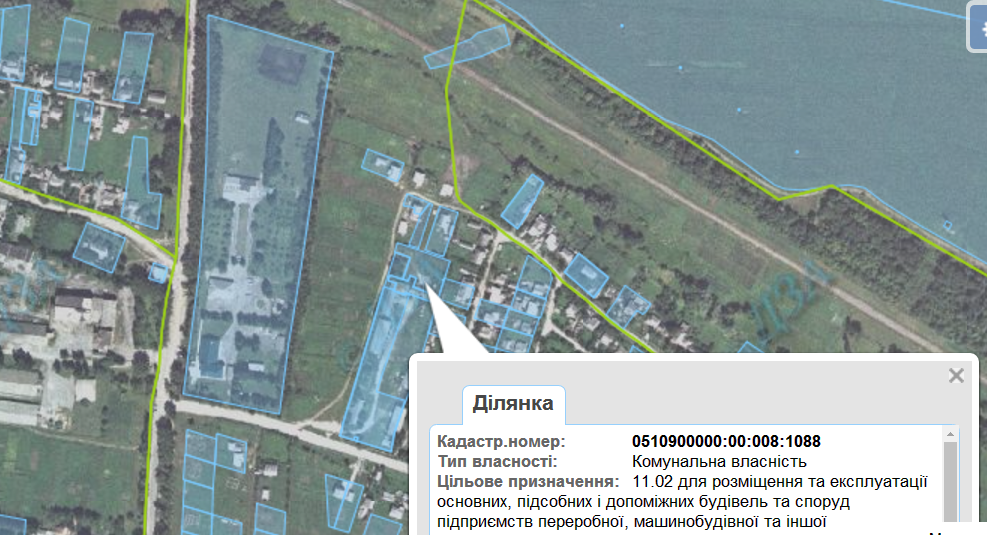 Ділянка
Кадастр.номер: 0510900000:00:008:1088
Тип власності: Комунальна власність
Цільове призначення: 11.02 для розміщення та експлуатації
основних, підсобних і допоміжних будівель та споруд
підприємств переробної, машинобудівної та іншої